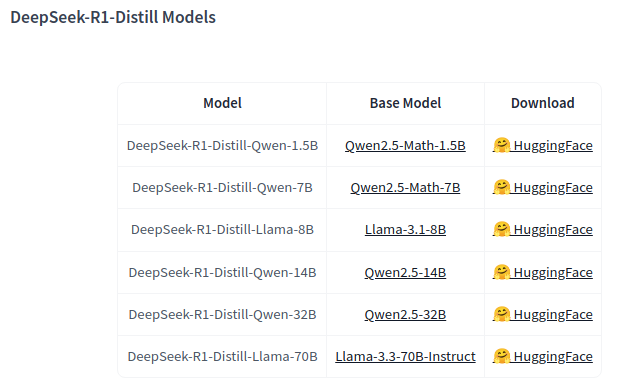 DeepSeek-R1-Distill Models
Model Base Model Download
DeepSeek-R1-Distill-Qwen-1.5B Qwen2.5-Math-1.5B 🤗 HuggingFace
DeepSeek-R1-Distill-Qwen-7B Qwen2.5-Math-7B 🤗 HuggingFace
DeepSeek-R1-Distill-Llama-8B Llama-3.1-8B 🤗 HuggingFace
DeepSeek-R1-Distill-Qwen-14B Qwen2.5-14B 🤗 HuggingFace
DeepSeek-R1-Distill-Qwen-32B Qwen2.5-32B 🤗 HuggingFace
DeepSeek-R1-Distill-Llama-70B Llama-3.3-70B-Instruct 🤗 HuggingFace